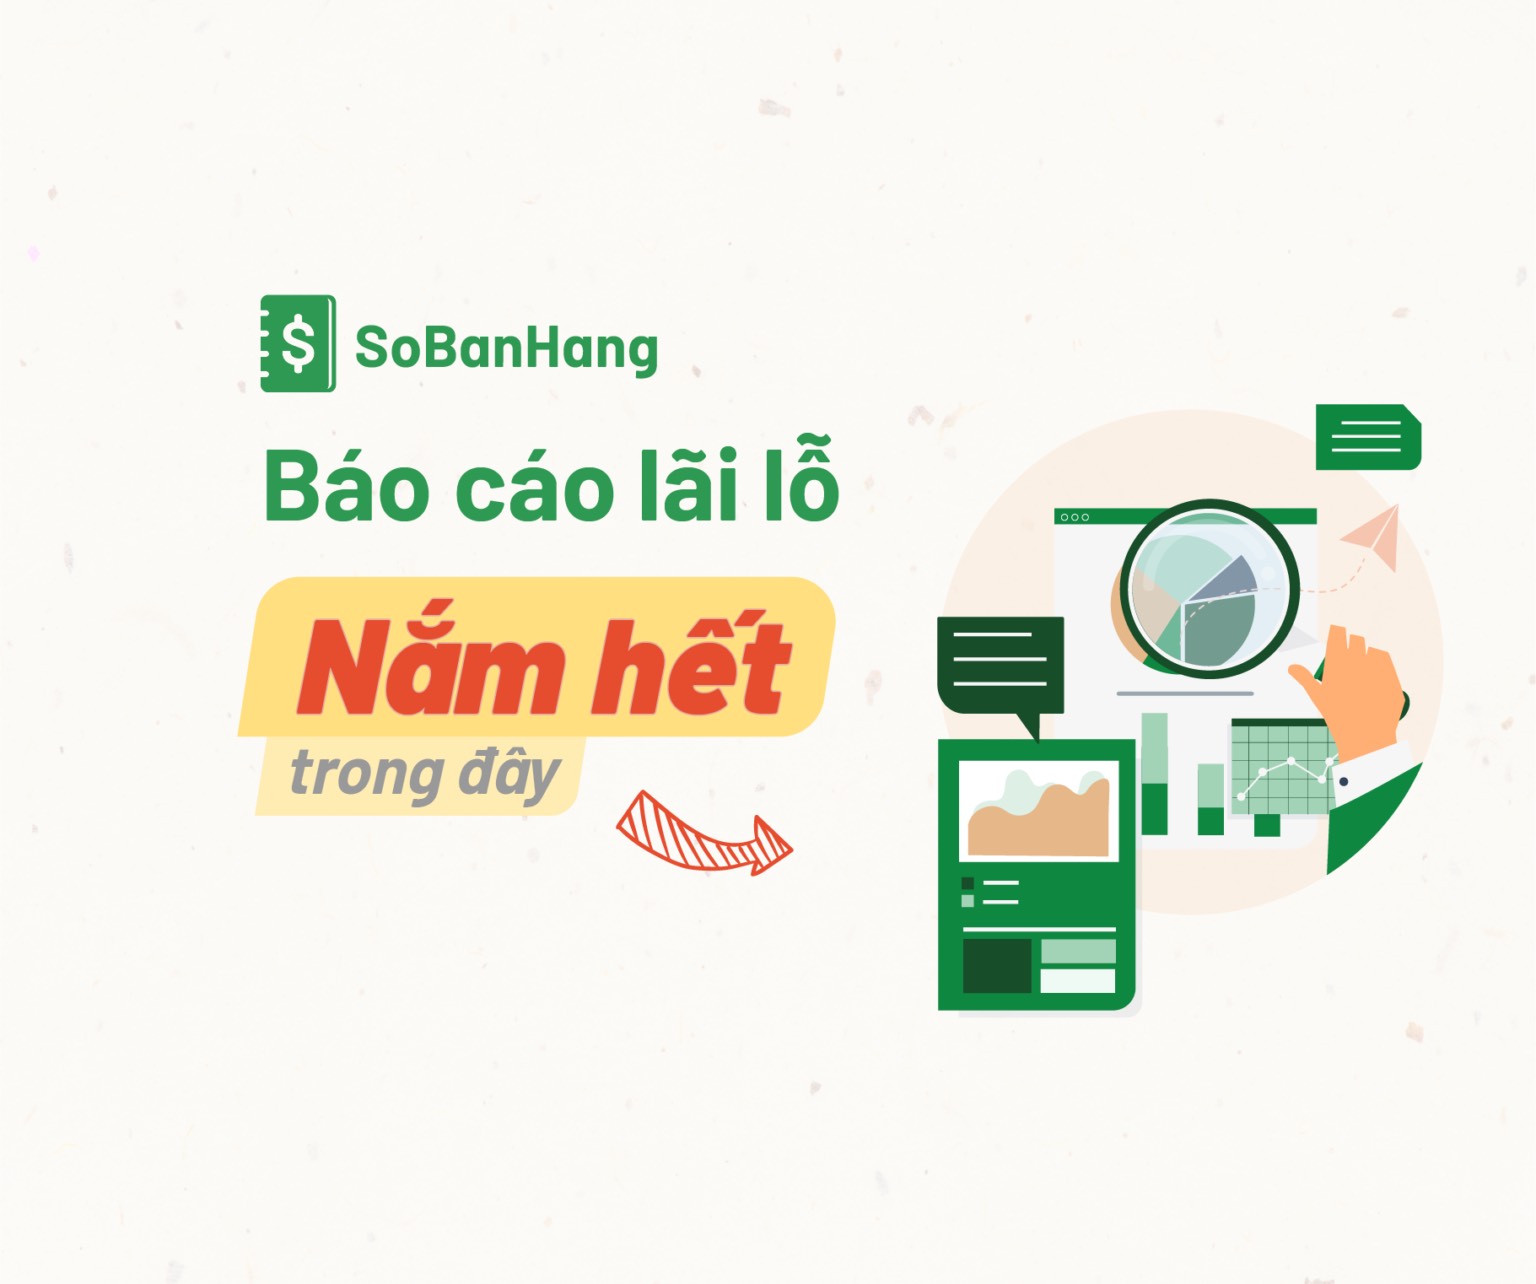 $
SoBanHang
Báo cáo lãi lỗ
Nắm hết
trong đây